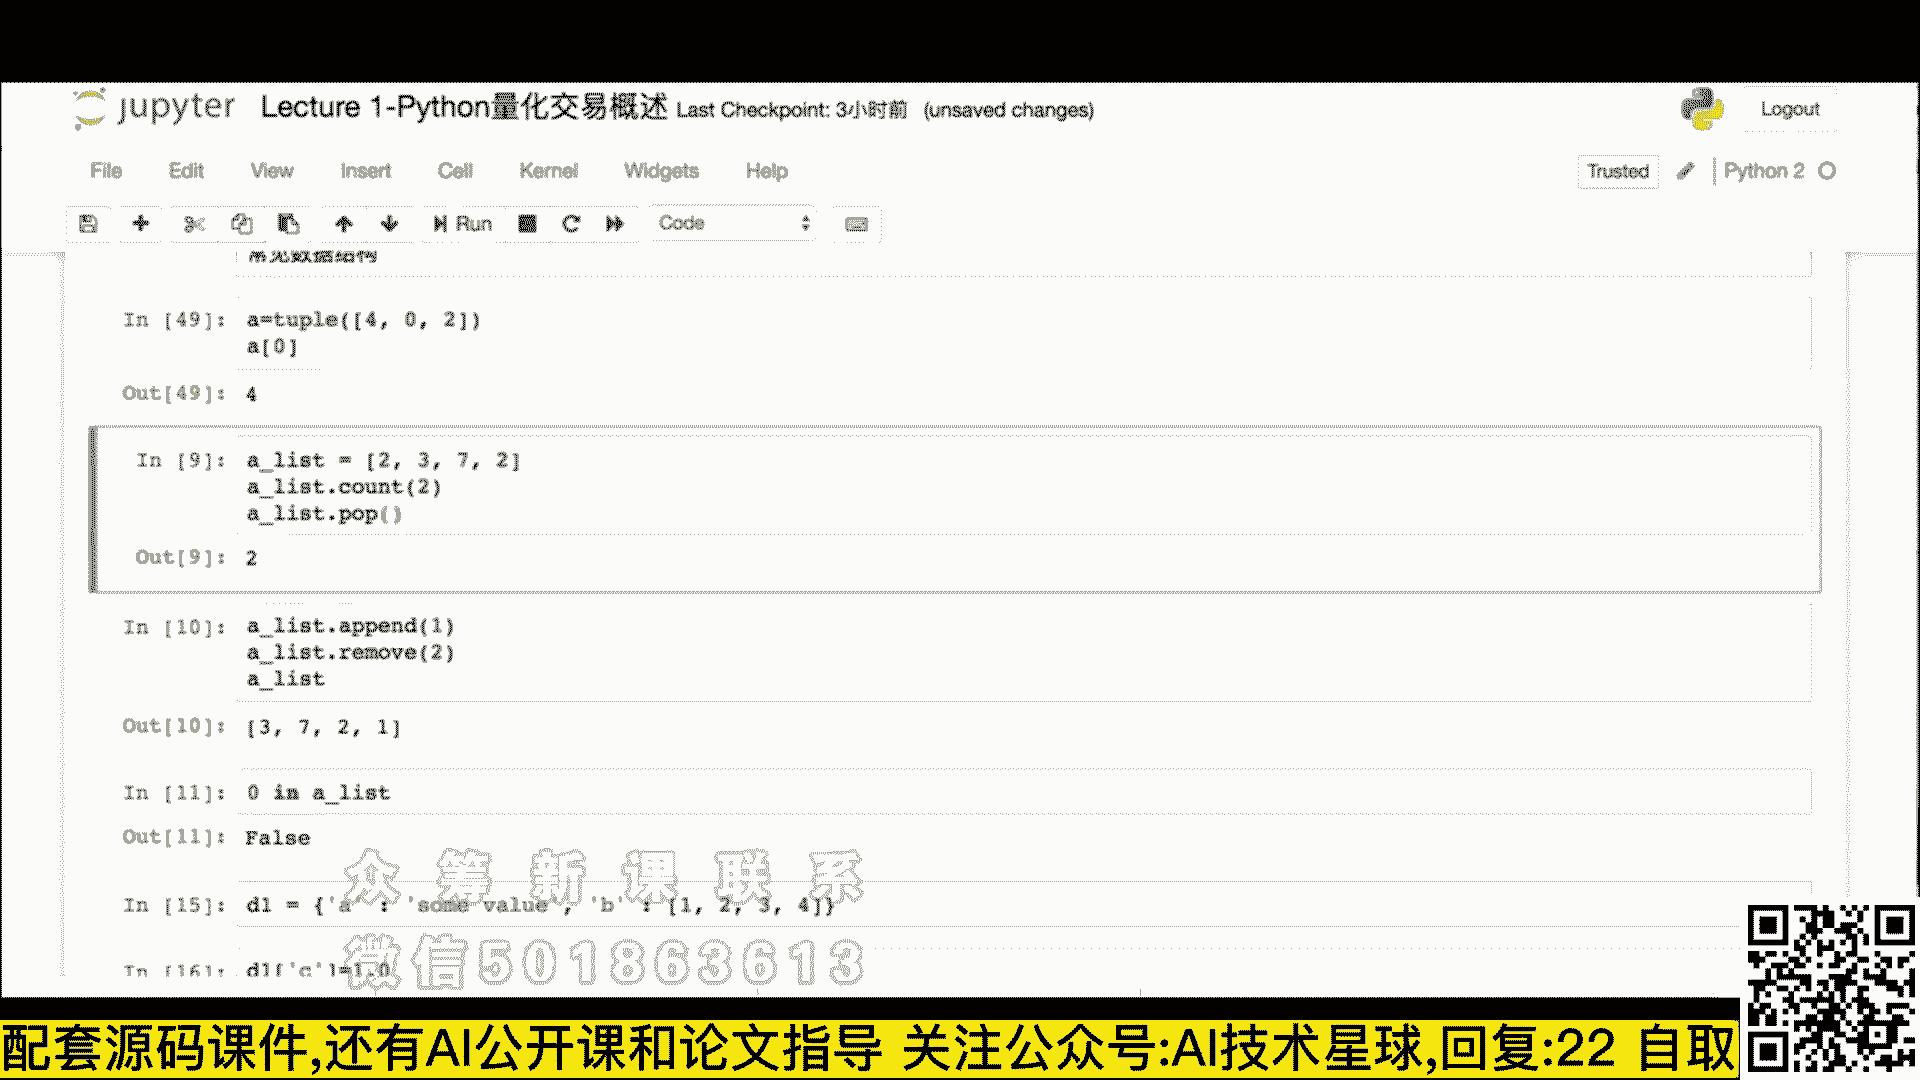 jupyter Lecture 1-Python量化交易概述 Last Checkpoint: 3小时前 (unsaved changes) Logout
File Edit View Insert Cell Kernel Widgets Help Trusted Python 2
Run Code
常见数据结构
In [49]: a=tuple([4, 0, 2])
a[0]
Out[49]: 4
In [9]: a_list = [2, 3, 7, 2]
a_list.count(2)
a_list.pop()
Out[9]: 2
In [10]: a_list.append(1)
a_list.remove(2)
a_list
Out[10]: [3, 7, 2, 1]
In [11]: 0 in a_list
Out[11]: False
众筹新课联系
In [15]: d1 = {'a' : 'some value', 'b' : [1, 2, 3, 4]}
微信501863613
In [16]: d1['c']=1.0
配套源码课件,还有AI公开课和论文指导 关注公众号:AI技术星球,回复:22 自取